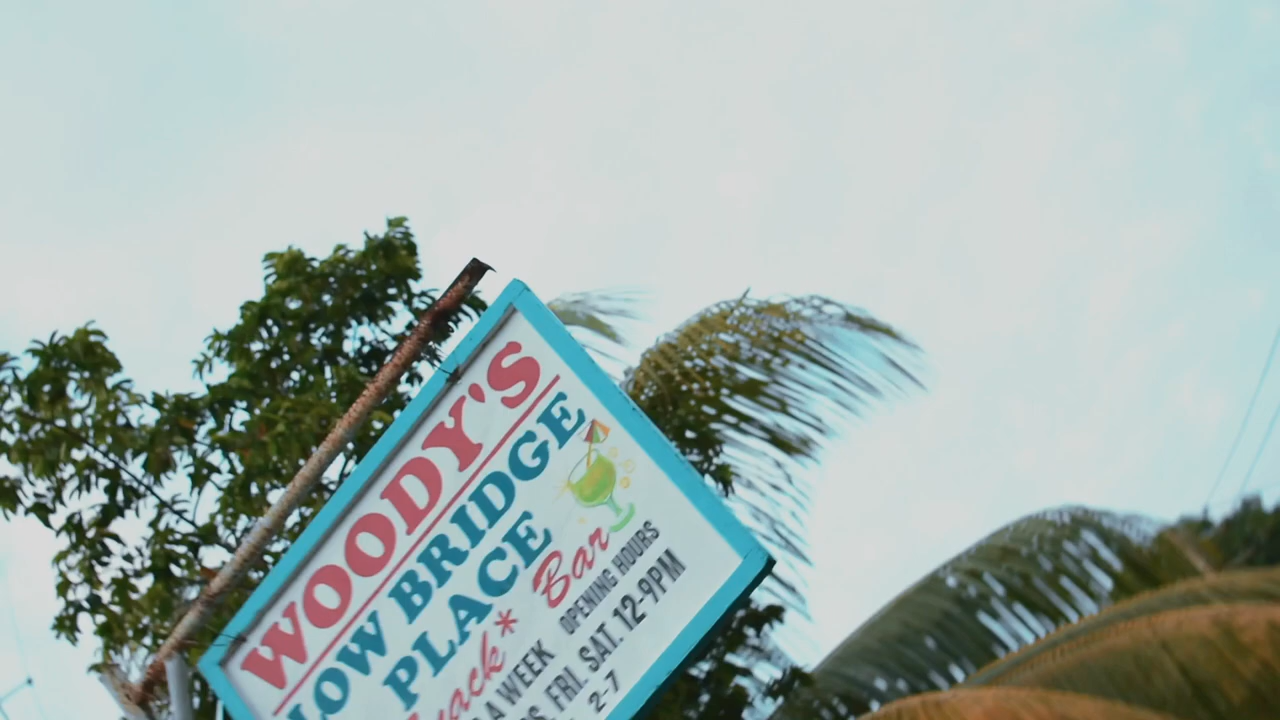 WOODY'S
LOW BRIDGE
PLACE
* Bar
A WEEK
OPENING HOURS
FRI. SAT. 12-9PM
2-7